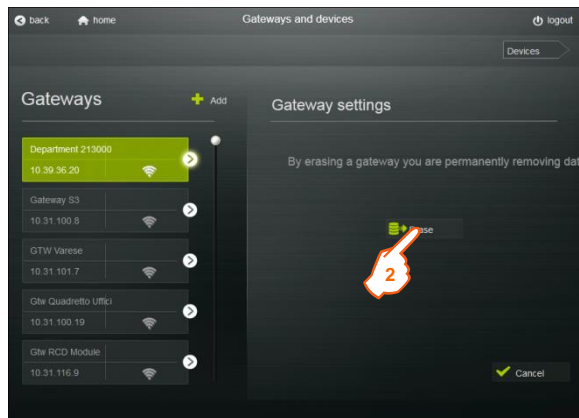 back
home
Gateways and devices
logout
Devices
Gateways
Add
Gateway settings
Department 213000
10.39.36.20
By erasing a gateway you are permanently removing dat
Gateway S3
10.31.100.8
Erase
GTW Varese
10.31.101.7
2
Gtw Quadretto Uffici
10.31.100.19
Gtw RCD Module
10.31.116.9
Cancel